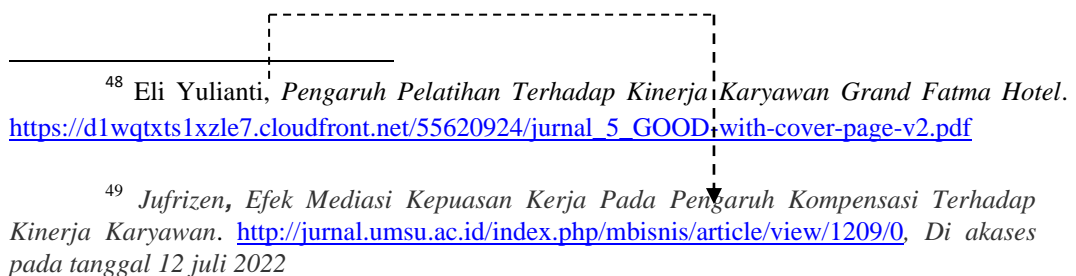 48 Eli Yulianti, Pengaruh Pelatihan Terhadap Kinerja Karyawan Grand Fatma Hotel.
https://d1wqtxts1xzle7.cloudfront.net/55620924/jurnal_5_GOOD-with-cover-page-v2.pdf
49 Jufrizen, Efek Mediasi Kepuasan Kerja Pada Pengaruh Kompensasi Terhadap
Kinerja Karyawan. http://jurnal.umsu.ac.id/index.php/mbisnis/article/view/1209/0, Di akases
pada tanggal 12 juli 2022